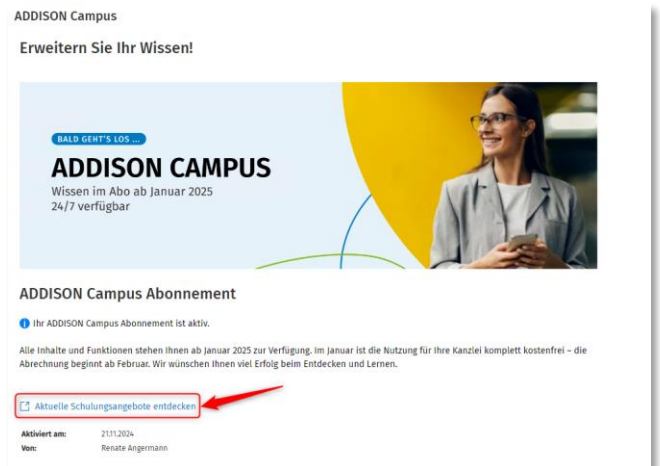 ADDISON Campus
Erweitern Sie Ihr Wissen!
BALD GEHT'S LOS ...
ADDISON CAMPUS
Wissen im Abo ab Januar 2025
24/7 verfügbar
ADDISON Campus Abonnement
Ihr ADDISON Campus Abonnement ist aktiv.
Alle Inhalte und Funktionen stehen Ihnen ab Januar 2025 zur Verfügung. Im Januar ist die Nutzung für Ihre Kanzlei komplett kostenfrei – die
Abrechnung beginnt ab Februar. Wir wünschen Ihnen viel Erfolg beim Entdecken und Lernen.
Aktuelle Schulungsangebote entdecken
Aktiviert am: 21.11.2024
Von: Renate Angermann